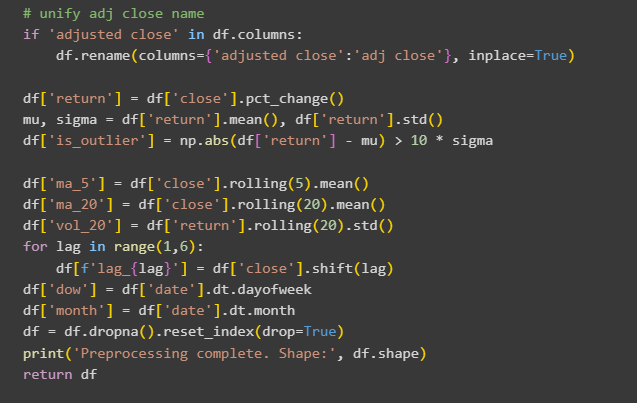 # unify adj close name
if 'adjusted close' in df.columns:
    df.rename(columns={'adjusted close':'adj close'}, inplace=True)

df['return'] = df['close'].pct_change()
mu, sigma = df['return'].mean(), df['return'].std()
df['is_outlier'] = np.abs(df['return'] - mu) > 10 * sigma

df['ma_5'] = df['close'].rolling(5).mean()
df['ma_20'] = df['close'].rolling(20).mean()
df['vol_20'] = df['return'].rolling(20).std()
for lag in range(1,6):
    df[f'lag_{lag}'] = df['close'].shift(lag)
df['dow'] = df['date'].dt.dayofweek
df['month'] = df['date'].dt.month
df = df.dropna().reset_index(drop=True)
print('Preprocessing complete. Shape:', df.shape)
return df